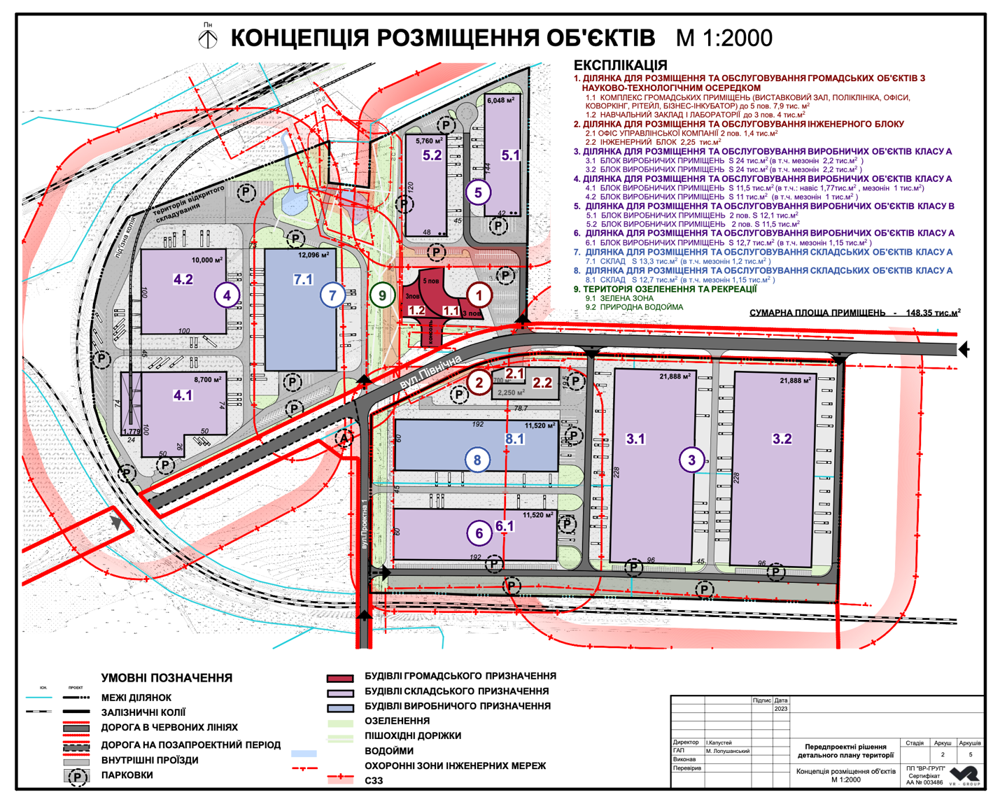 Пн
КОНЦЕПЦІЯ РОЗМІЩЕННЯ ОБ'ЄКТІВ М 1:2000
ЕКСПЛІКАЦІЯ
1. ДІЛЯНКА ДЛЯ РОЗМІЩЕННЯ ТА ОБСЛУГОВУВАННЯ ГРОМАДСЬКИХ ОБ'ЄКТІВ З
НАУКОВО-ТЕХНОЛОГІЧНИМ ОСЕРЕДКОМ
1.1 КОМПЛЕКС ГРОМАДСЬКИХ ПРИМІЩЕНЬ (ВИСТАВКОВИЙ ЗАЛ, ПОЛІКЛІНІКА, ОФІСИ,
КОВОРКІНГ, РІТЕЙЛ, БІЗНЕС-ІНКУБАТОР) до 5 пов. 7,9 тис. м²
1.2 НАВЧАЛЬНИЙ ЗАКЛАД І ЛАБОРАТОРІЇ до 3 пов. 4 тис.м²
2. ДІЛЯНКА ДЛЯ РОЗМІЩЕННЯ ТА ОБСЛУГОВУВАННЯ ІНЖЕНЕРНОГО БЛОКУ
2.1 ОФІС УПРАВЛІНСЬКОЇ КОМПАНІЇ 2 пов. 1,4 тис.м²
2.2 ІНЖЕНЕРНИЙ БЛОК 2,25 тис.м²
3. ДІЛЯНКА ДЛЯ РОЗМІЩЕННЯ ТА ОБСЛУГОВУВАННЯ ВИРОБНИЧИХ ОБ'ЄКТІВ КЛАСУ А
3.1 БЛОК ВИРОБНИЧИХ ПРИМІЩЕНЬ S 24 тис.м² (в т.ч. мезонін 2,2 тис.м² )
3.2 БЛОК ВИРОБНИЧИХ ПРИМІЩЕНЬ S 24 тис.м² (в т.ч. мезонін 2,2 тис.м² )
4. ДІЛЯНКА ДЛЯ РОЗМІЩЕННЯ ТА ОБСЛУГОВУВАННЯ ВИРОБНИЧИХ ОБ'ЄКТІВ КЛАСУ А
4.1 БЛОК ВИРОБНИЧИХ ПРИМІЩЕНЬ S 11,5 тис.м² (в т.ч.: навіс 1,77тис.м² , мезонін 1 тис.м²)
4.2 БЛОК ВИРОБНИЧИХ ПРИМІЩЕНЬ S 11 тис.м² (в т.ч. мезонін 1 тис.м² )
5. ДІЛЯНКА ДЛЯ РОЗМІЩЕННЯ ТА ОБСЛУГОВУВАННЯ ВИРОБНИЧИХ ОБ'ЄКТІВ КЛАСУ В
5.1 БЛОК ВИРОБНИЧИХ ПРИМІЩЕНЬ 2 пов. S 12,1 тис.м²
5.2 БЛОК ВИРОБНИЧИХ ПРИМІЩЕНЬ 2 пов. S 11,5 тис.м²
6. ДІЛЯНКА ДЛЯ РОЗМІЩЕННЯ ТА ОБСЛУГОВУВАННЯ ВИРОБНИЧИХ ОБ'ЄКТІВ КЛАСУ А
6.1 БЛОК ВИРОБНИЧИХ ПРИМІЩЕНЬ S 12,7 тис.м² (в т.ч. мезонін 1,15 тис.м² )
7. ДІЛЯНКА ДЛЯ РОЗМІЩЕННЯ ТА ОБСЛУГОВУВАННЯ СКЛАДСЬКИХ ОБ'ЄКТІВ КЛАСУ А
7.1 СКЛАД S 13,3 тис.м² (в т.ч. мезонін 1,2 тис.м² )
8. ДІЛЯНКА ДЛЯ РОЗМІЩЕННЯ ТА ОБСЛУГОВУВАННЯ СКЛАДСЬКИХ ОБ'ЄКТІВ КЛАСУ А
8.1 СКЛАД S 12,7 тис.м² (в т.ч. мезонін 1,15 тис.м² )
9. ТЕРИТОРІЯ ОЗЕЛЕНЕННЯ ТА РЕКРЕАЦІЇ
9.1 ЗЕЛЕНА ЗОНА
9.2 ПРИРОДНА ВОДОЙМА
СУМАРНА ПЛОЩА ПРИМІЩЕНЬ - 148.35 тис.м²
6,048 м²
5.1
144
42
P
5,760 м²
5.2
120
48
45
5
P
P
P
P
P
територія відкритого
складування
під'їзна колія
P
P
10,000 м²
4.2
100
100
4
12,096 м²
7.1
7
9
5 пов
3пов
1.2
1.1
3 пов
консоль
1
45
P
8,700 м²
4.1
74
74
1,779
24
100
50
26
50
P
P
P
P
вул.Північна
2
2.1
2.2
2,250 м²
78.7
19.5
P
P
A
192
11,520 м²
8.1
60
8
P
45
11,520 м²
6.1
60
6
192
P
P
P
вул.Проектна 1
21,888 м²
3.1
228
96
P
3
45
21,888 м²
3.2
228
96
P
P
УМОВНІ ПОЗНАЧЕННЯ
ІСН.
ПРОЕКТ
МЕЖІ ДІЛЯНОК
ЗАЛІЗНИЧНІ КОЛІЇ
ДОРОГА В ЧЕРВОНИХ ЛІНІЯХ
ДОРОГА НА ПОЗАПРОЕКТНИЙ ПЕРІОД
ВНУТРІШНІ ПРОЇЗДИ
P
ПАРКОВКИ
БУДІВЛІ ГРОМАДСЬКОГО ПРИЗНАЧЕННЯ
БУДІВЛІ СКЛАДСЬКОГО ПРИЗНАЧЕННЯ
БУДІВЛІ ВИРОБНИЧОГО ПРИЗНАЧЕННЯ
ОЗЕЛЕНЕННЯ
ПІШОХІДНІ ДОРІЖКИ
ВОДОЙМИ
ОХОРОННІ ЗОНИ ІНЖЕНЕРНИХ МЕРЕЖ
СЗЗ
Підпис Дата
2023
Директор І.Капустей
ГАП М. Лопушанський
Виконав
Перевірив
Передпроектні рішення
детального плану території
Стадія Аркуш Аркушів
2 5
Концепція розміщення об'єктів
М 1:2000
ПП "ВР-ГРУП"
Сертифікат
АА № 003486
VR - GROUP